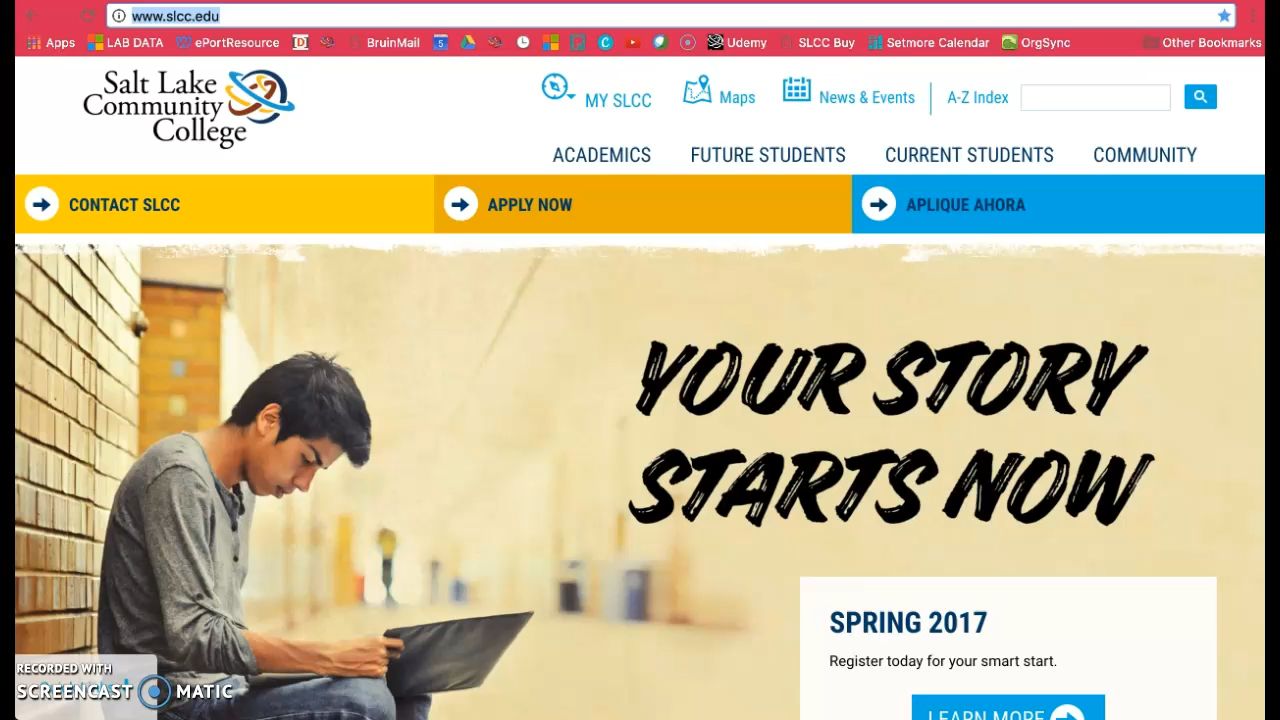 www.slcc.edu
Apps LAB DATA ePortResource BruinMail 5 Udemy SLCC Buy Setmore Calendar OrgSync Other Bookmarks
Salt Lake
Community
College
MY SLCC Maps News & Events A-Z Index
ACADEMICS FUTURE STUDENTS CURRENT STUDENTS COMMUNITY
CONTACT SLCC APPLY NOW APLIQUE AHORA
YOUR STORY
STARTS NOW
SPRING 2017
Register today for your smart start.
LEARN MORE
RECORDED WITH
SCREENCAST MATIC